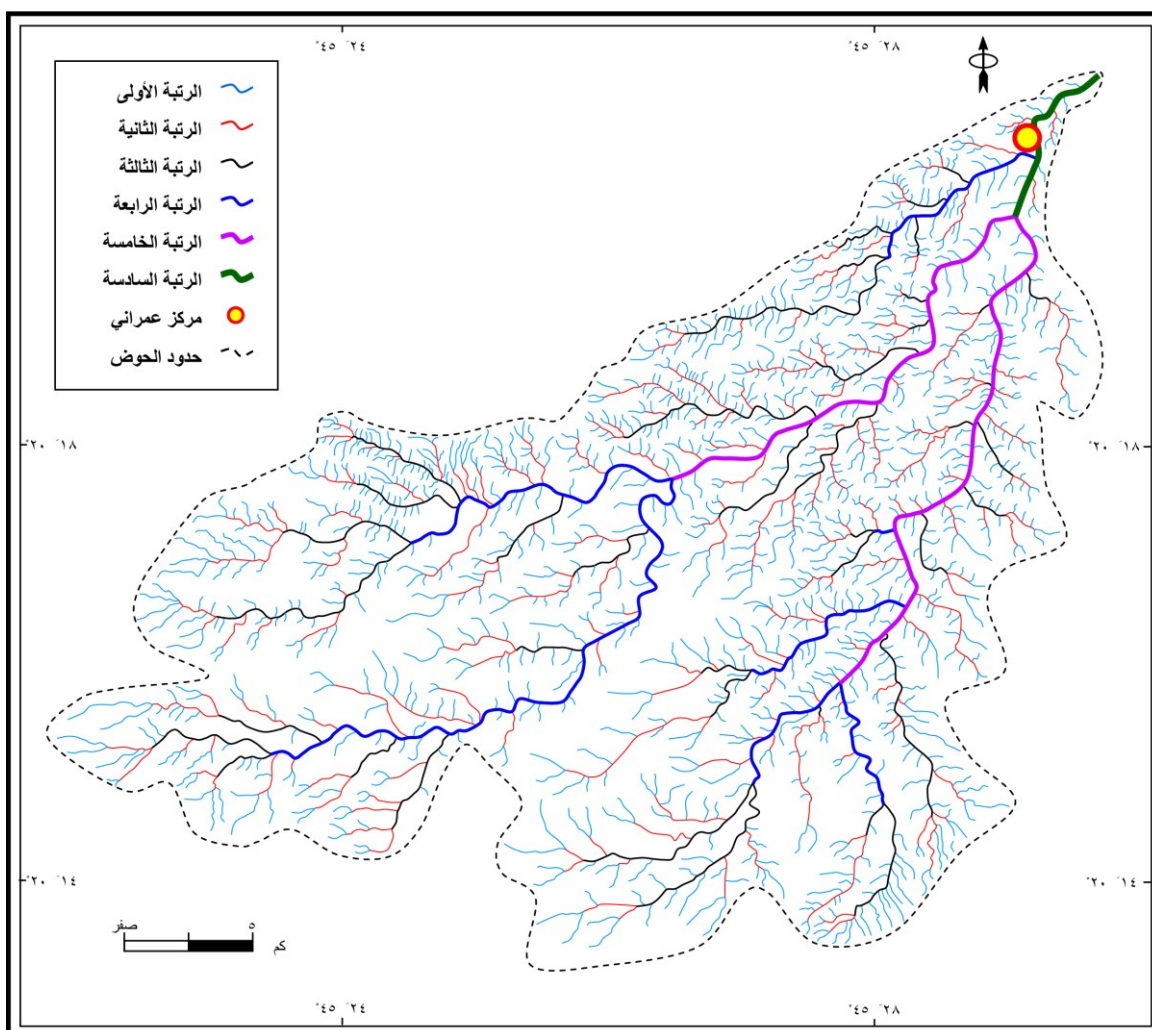 °٤٥ ´٢٤
°٤٥ ´٢٨
الرتبة الأولى
الرتبة الثانية
الرتبة الثالثة
الرتبة الرابعة
الرتبة الخامسة
الرتبة السادسة
مركز عمراني
حدود الحوض
°٢٠ ´١٨
°٢٠ ´١٨
°٢٠ ´١٤
°٢٠ ´١٤
صفر
٥
كم
°٤٥ ´٢٤
°٤٥ ´٢٨